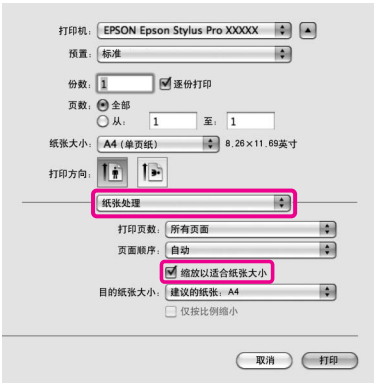 打印机: EPSON Epson Stylus Pro XXXXX
预置: 标准
份数: 1 逐份打印
页数: 全部
从: 1 至: 1
纸张大小: A4 (单页纸) 8.26×11.69英寸
打印方向:
纸张处理
打印页数: 所有页面
页面顺序: 自动
缩放以适合纸张大小
目的纸张大小: 建议的纸张: A4
仅按比例缩小
取消 打印